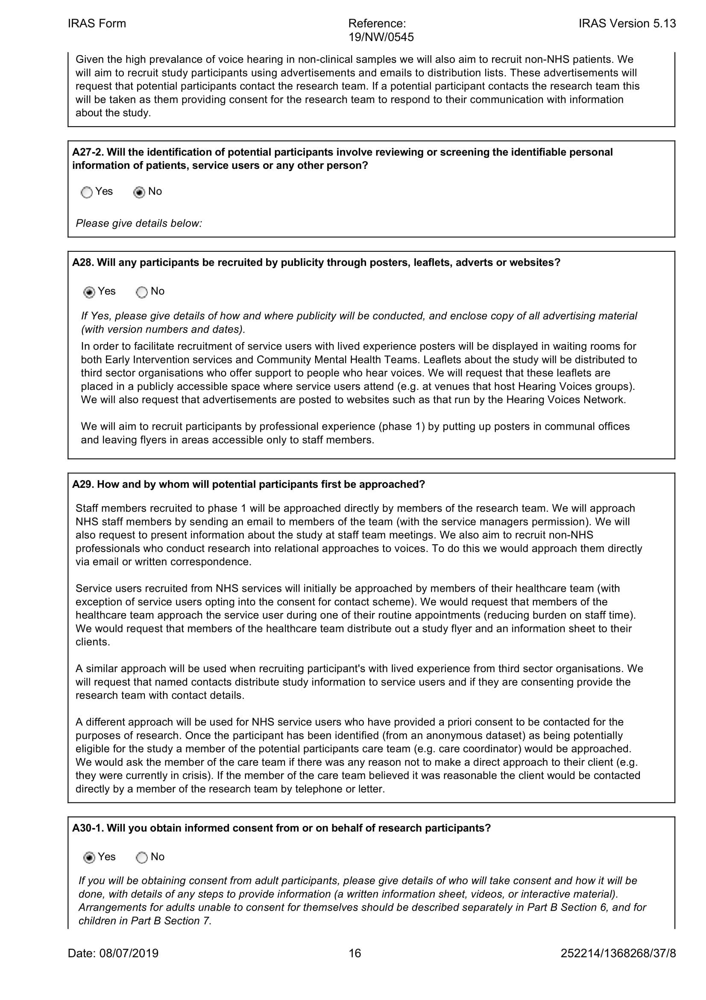 IRAS Form
Reference:
19/NW/0545
IRAS Version 5.13
Given the high prevalance of voice hearing in non-clinical samples we will also aim to recruit non-NHS patients. We
will aim to recruit study participants using advertisements and emails to distribution lists. These advertisements will
request that potential participants contact the research team. If a potential participant contacts the research team this
will be taken as them providing consent for the research team to respond to their communication with information
about the study.
A27-2. Will the identification of potential participants involve reviewing or screening the identifiable personal
information of patients, service users or any other person?
Yes No
Please give details below:
A28. Will any participants be recruited by publicity through posters, leaflets, adverts or websites?
Yes No
If Yes, please give details of how and where publicity will be conducted, and enclose copy of all advertising material
(with version numbers and dates).
In order to facilitate recruitment of service users with lived experience posters will be displayed in waiting rooms for
both Early Intervention services and Community Mental Health Teams. Leaflets about the study will be distributed to
third sector organisations who offer support to people who hear voices. We will request that these leaflets are
placed in a publicly accessible space where service users attend (e.g. at venues that host Hearing Voices groups).
We will also request that advertisements are posted to websites such as that run by the Hearing Voices Network.
We will aim to recruit participants by professional experience (phase 1) by putting up posters in communal offices
and leaving flyers in areas accessible only to staff members.
A29. How and by whom will potential participants first be approached?
Staff members recruited to phase 1 will be approached directly by members of the research team. We will approach
NHS staff members by sending an email to members of the team (with the service managers permission). We will
also request to present information about the study at staff team meetings. We also aim to recruit non-NHS
professionals who conduct research into relational approaches to voices. To do this we would approach them directly
via email or written correspondence.
Service users recruited from NHS services will initially be approached by members of their healthcare team (with
exception of service users opting into the consent for contact scheme). We would request that members of the
healthcare team approach the service user during one of their routine appointments (reducing burden on staff time).
We would request that members of the healthcare team distribute out a study flyer and an information sheet to their
clients.
A similar approach will be used when recruiting participant's with lived experience from third sector organisations. We
will request that named contacts distribute study information to service users and if they are consenting provide the
research team with contact details.
A different approach will be used for NHS service users who have provided a priori consent to be contacted for the
purposes of research. Once the participant has been identified (from an anonymous dataset) as being potentially
eligible for the study a member of the potential participants care team (e.g. care coordinator) would be approached.
We would ask the member of the care team if there was any reason not to make a direct approach to their client (e.g.
they were currently in crisis). If the member of the care team believed it was reasonable the client would be contacted
directly by a member of the research team by telephone or letter.
A30-1. Will you obtain informed consent from or on behalf of research participants?
Yes No
If you will be obtaining consent from adult participants, please give details of who will take consent and how it will be
done, with details of any steps to provide information (a written information sheet, videos, or interactive material).
Arrangements for adults unable to consent for themselves should be described separately in Part B Section 6, and for
children in Part B Section 7.
Date: 08/07/2019
16
252214/1368268/37/8